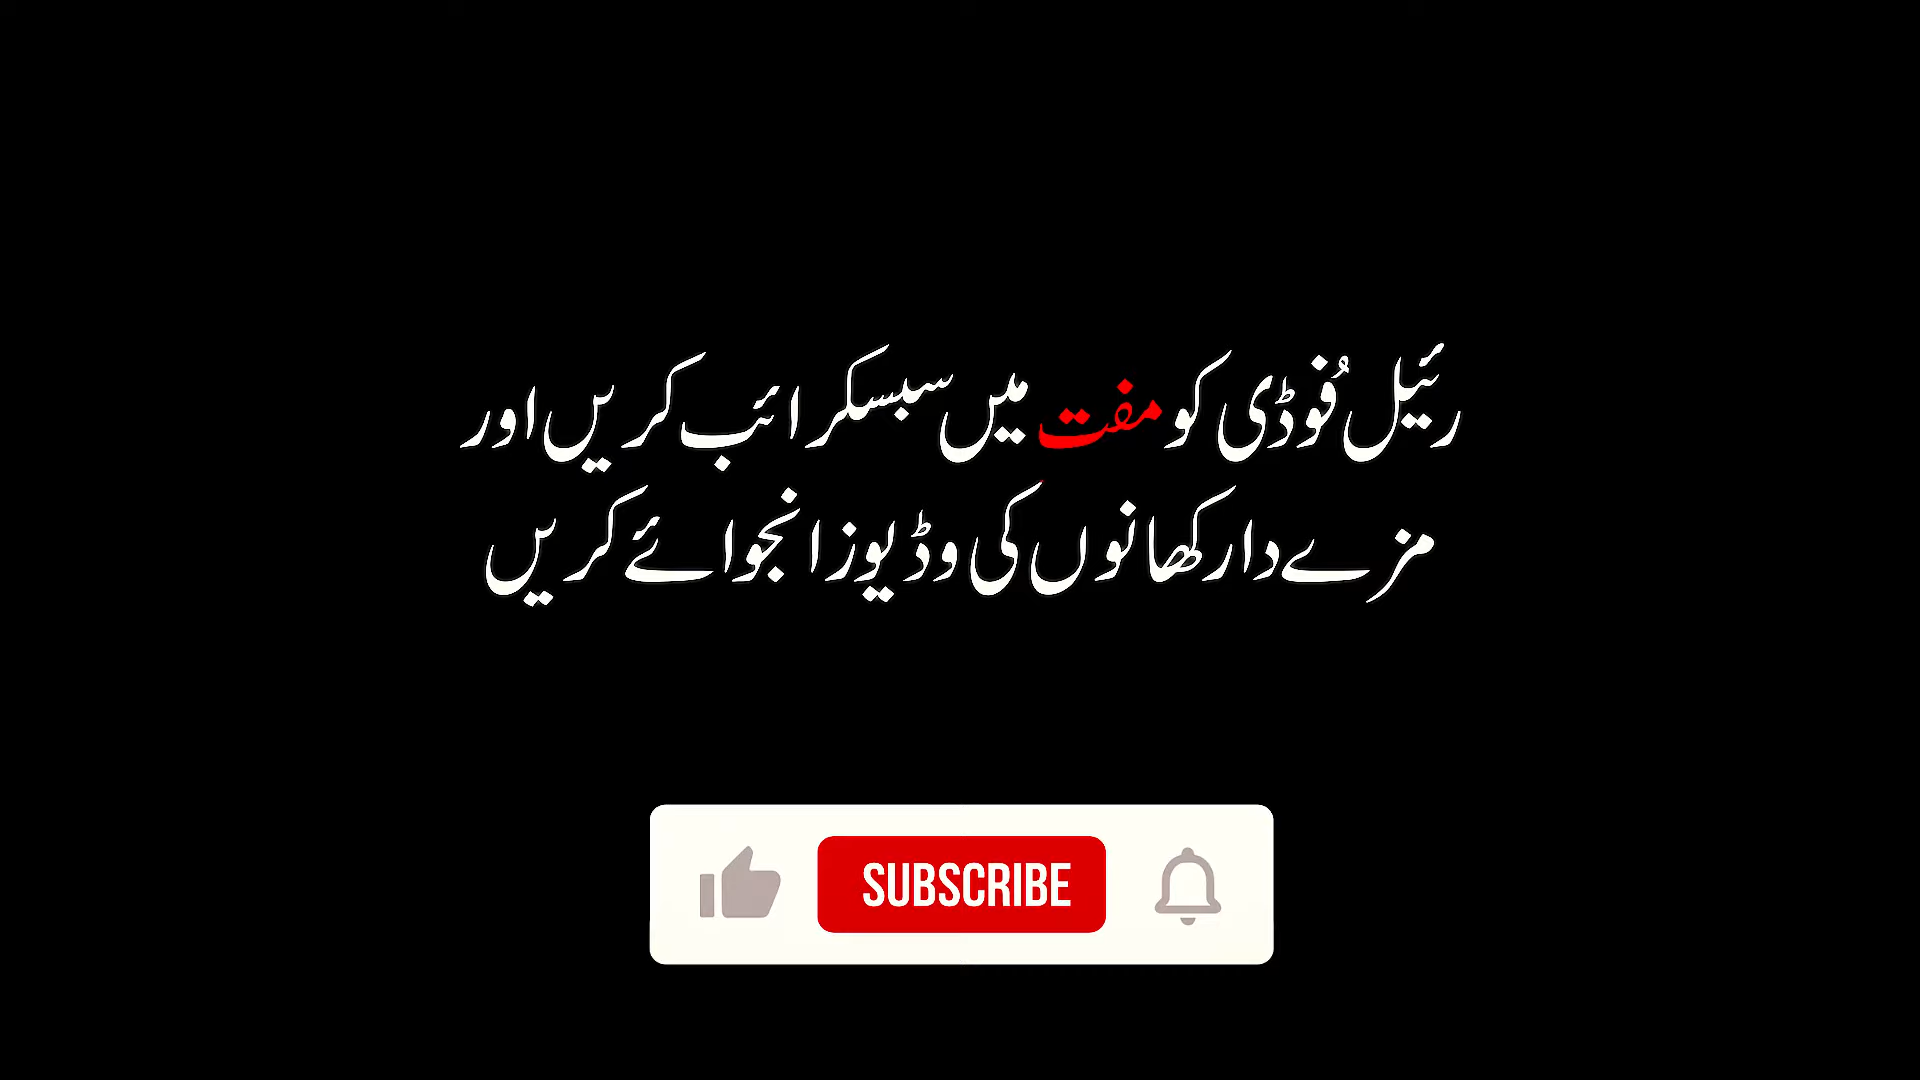 رئیل فُوڈی کو مفت میں سبسکرائب کریں اور
مزے دار کھانوں کی وڈیوز انجوائے کریں
SUBSCRIBE